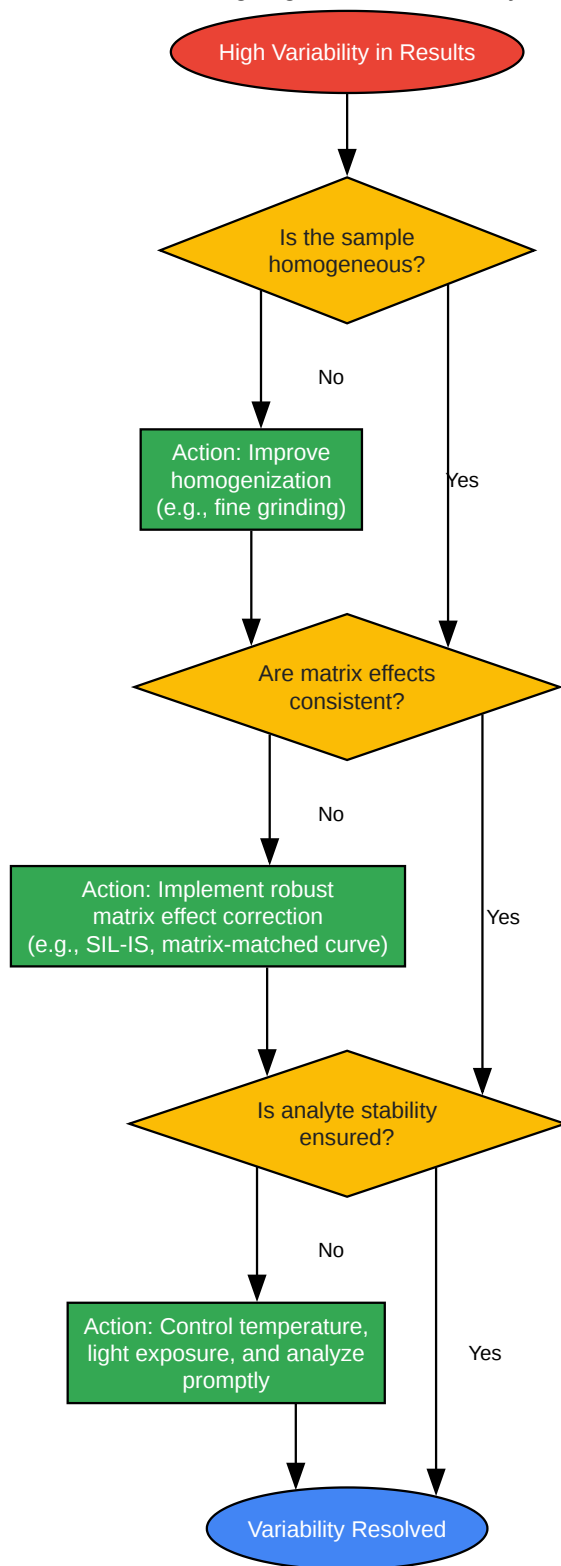 High Variability in Results
Is the sample
homogeneous?
No
Action: Improve
homogenization
(e.g., fine grinding)
Yes
Are matrix effects
consistent?
No
Action: Implement robust
matrix effect correction
(e.g., SIL-IS, matrix-matched curve)
Yes
Is analyte stability
ensured?
No
Action: Control temperature,
light exposure, and analyze
promptly
Yes
Variability Resolved